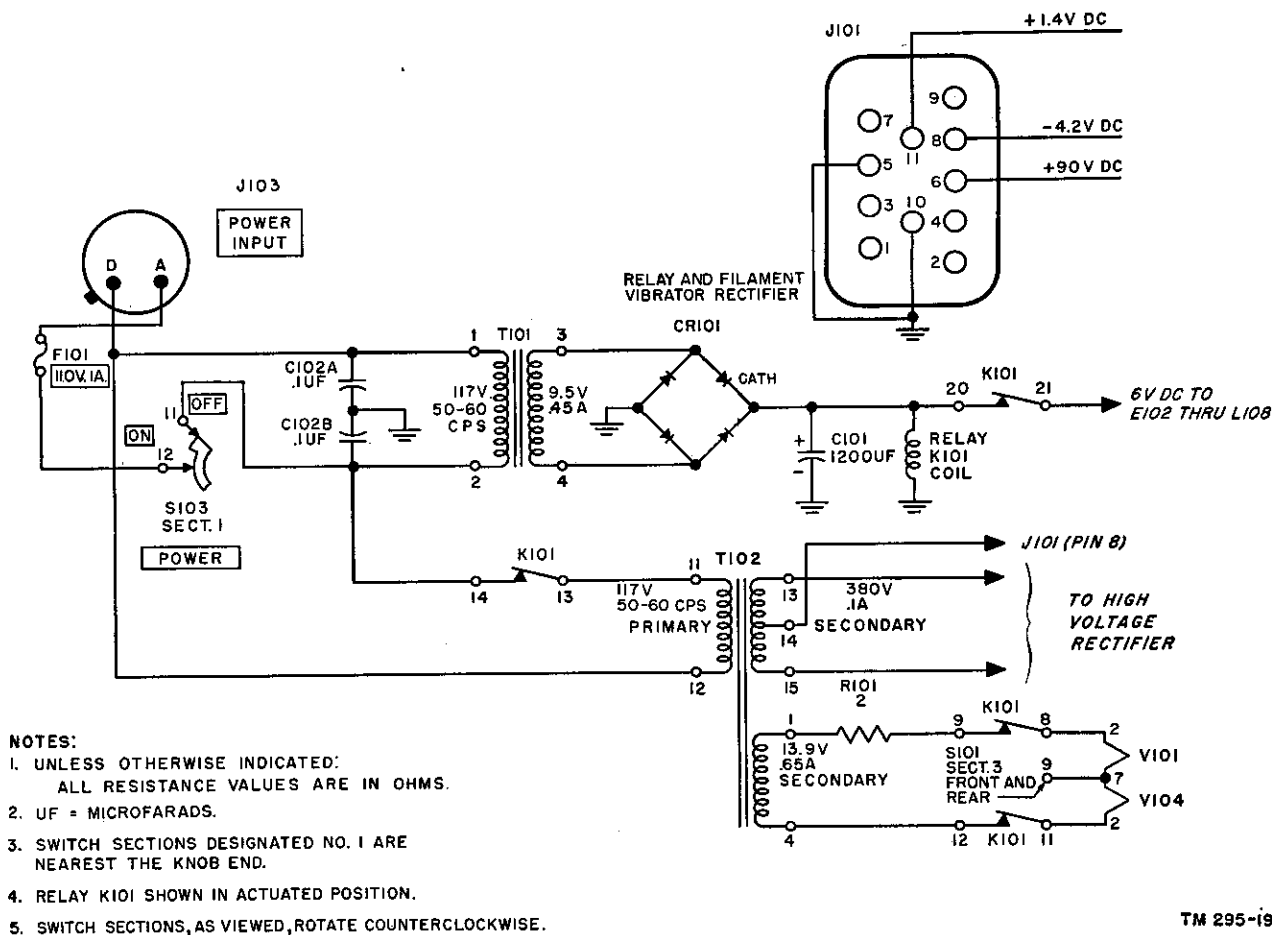 J101
+1.4V DC
9
7
8
-4.2V DC
11
5
6
+90V DC
3
10
4
1
2
J103
POWER
INPUT
D
A
RELAY AND FILAMENT
VIBRATOR RECTIFIER
CR101
F101
110V, 1A.
1
T101
3
C102A
.1UF
117V
50-60
CPS
9.5V
.45A
CATH
C102B
.1UF
2
4
11
OFF
ON
12
S103
SECT. 1
POWER
+
C101
1200UF
-
RELAY
K101
COIL
20
K101
21
6V DC TO
E102 THRU L108
K101
14
13
11
T102
117V
50-60 CPS
PRIMARY
12
13
380V
.1A
14
SECONDARY
15
J101 (PIN 8)
TO HIGH
VOLTAGE
RECTIFIER
R101
2
1
13.9V
.65A
SECONDARY
4
9
K101
8
2
V101
S101
SECT. 3
FRONT AND
REAR
9
7
V104
12
K101
11
2
NOTES:
1. UNLESS OTHERWISE INDICATED:
ALL RESISTANCE VALUES ARE IN OHMS.
2. UF = MICROFARADS.
3. SWITCH SECTIONS DESIGNATED NO. 1 ARE
NEAREST THE KNOB END.
4. RELAY K101 SHOWN IN ACTUATED POSITION.
5. SWITCH SECTIONS, AS VIEWED, ROTATE COUNTERCLOCKWISE.
TM 295-19